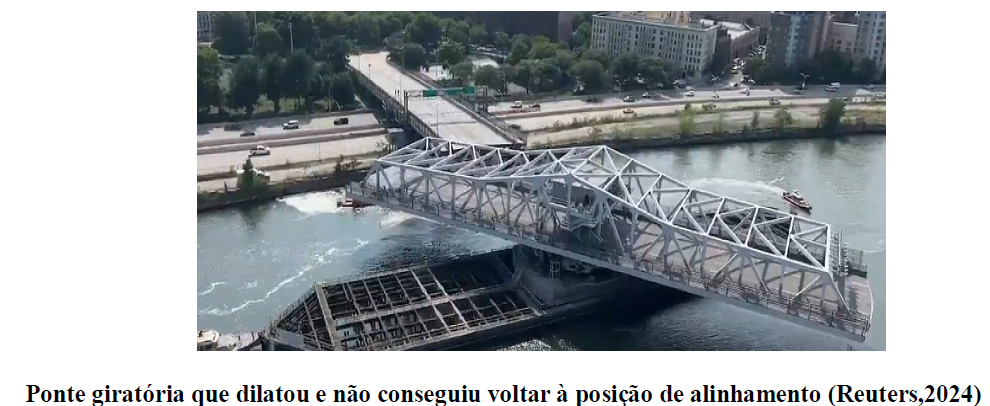 Ponte giratória que dilatou e não conseguiu voltar à posição de alinhamento (Reuters,2024)